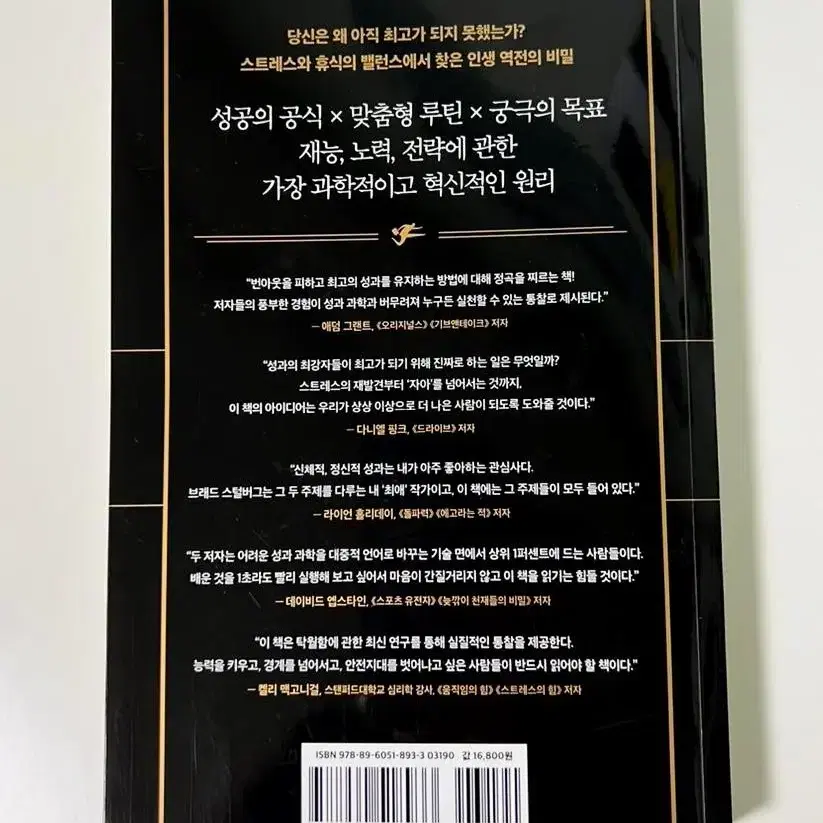 당신은 왜 아직 최고가 되지 못했는가?
스트레스와 휴식의 밸런스에서 찾은 인생 역전의 비밀
성공의 공식 × 맞춤형 루틴 × 궁극의 목표
재능, 노력, 전략에 관한
가장 과학적이고 혁신적인 원리
“번아웃을 피하고 최고의 성과를 유지하는 방법에 대해 정곡을 찌르는 책!
저자들의 풍부한 경험이 성과 과학과 버무려져 누구든 실천할 수 있는 통찰로 제시된다.”
— 애덤 그랜트, 《오리지널스》 《기브앤테이크》 저자
“성과의 최강자들이 최고가 되기 위해 진짜로 하는 일은 무엇일까?
스트레스의 재발견부터 ‘자아’를 넘어서는 것까지,
이 책의 아이디어는 우리가 상상 이상으로 더 나은 사람이 되도록 도와줄 것이다.”
— 다니엘 핑크, 《드라이브》 저자
“신체적, 정신적 성과는 내가 아주 좋아하는 관심사다.
브래드 스털버그는 그 두 주제를 다루는 내 ‘최애’ 작가이고, 이 책에는 그 주제들이 모두 들어 있다.”
— 라이언 홀리데이, 《돌파력》 《에고라는 적》 저자
“두 저자는 어려운 성과 과학을 대중적 언어로 바꾸는 기술 면에서 상위 1퍼센트에 드는 사람들이다.
배운 것을 1초라도 빨리 실행해 보고 싶어서 마음이 간질거리지 않고 이 책을 읽기는 힘들 것이다.”
— 데이비드 엡스타인, 《스포츠 유전자》 《늦깎이 천재들의 비밀》 저자
“이 책은 탁월함에 관한 최신 연구를 통해 실질적인 통찰을 제공한다.
능력을 키우고, 경계를 넘어서고, 안전지대를 벗어나고 싶은 사람들이 반드시 읽어야 할 책이다.”
— 켈리 맥고니걸, 스탠퍼드대학교 심리학 강사, 《움직임의 힘》 《스트레스의 힘》 저자
ISBN 978-89-6051-893-3 03190 값 16,800원